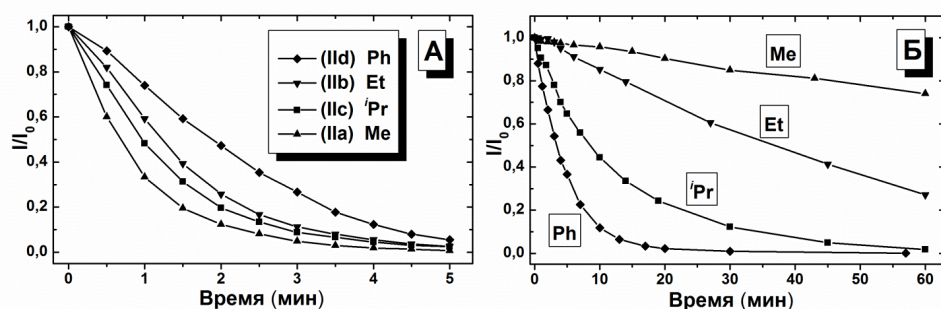 А
(IId) Ph
(IIb) Et
(IIc) iPr
(IIa) Me
I/I0
1,0
0,8
0,6
0,4
0,2
0,0
0 1 2 3 4 5
Время (мин)
Б
Me
Et
iPr
Ph
I/I0
1,0
0,8
0,6
0,4
0,2
0,0
0 10 20 30 40 50 60
Время (мин)